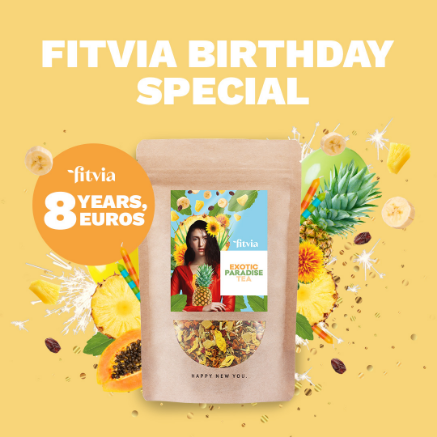 FITVIA BIRTHDAY
SPECIAL
fitvia
8 YEARS,
EUROS
fitvia
EXOTIC
PARADISE
TEA
HAPPY NEW YOU.